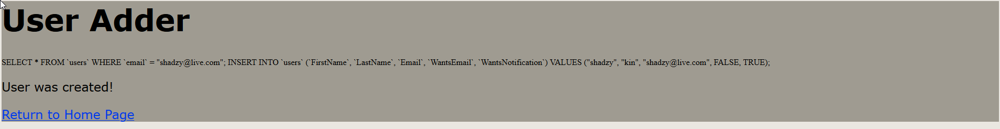 User Adder
SELECT * FROM `users` WHERE `email` = "shadzy@live.com"; INSERT INTO `users` (`FirstName`, `LastName`, `Email`, `WantsEmail`, `WantsNotification`) VALUES ("shadzy", "kin", "shadzy@live.com", FALSE, TRUE);
User was created!
Return to Home Page